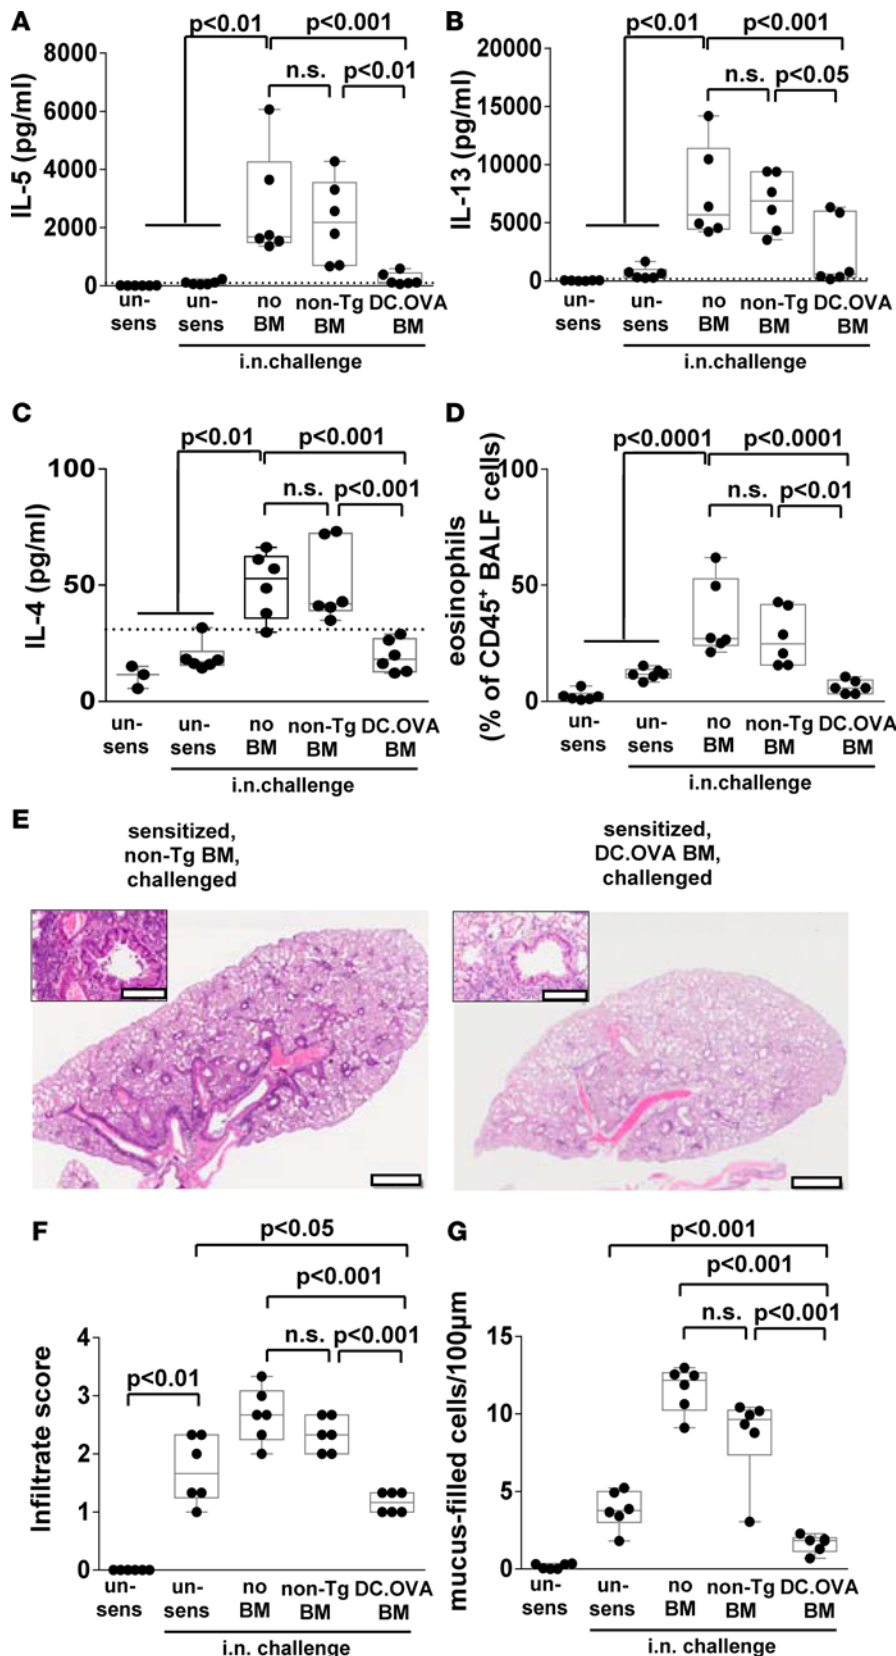 A
p<0.01
p<0.001
n.s.
p<0.01
IL-5 (pg/ml)
8000
6000
4000
2000
0
un-
sens
un-
sens
no
BM
non-Tg
BM
DC.OVA
BM
i.n.challenge
B
p<0.01
p<0.001
n.s.
p<0.05
IL-13 (pg/ml)
20000
15000
10000
5000
0
un-
sens
un-
sens
no
BM
non-Tg
BM
DC.OVA
BM
i.n.challenge
C
p<0.01
p<0.001
n.s.
p<0.001
IL-4 (pg/ml)
100
50
0
un-
sens
un-
sens
no
BM
non-Tg
BM
DC.OVA
BM
i.n.challenge
D
p<0.0001
p<0.0001
n.s.
p<0.01
eosinophils
(% of CD45⁺ BALF cells)
100
50
0
un-
sens
un-
sens
no
BM
non-Tg
BM
DC.OVA
BM
i.n.challenge
E
sensitized,
non-Tg BM,
challenged
sensitized,
DC.OVA BM,
challenged
F
p<0.05
p<0.001
n.s.
p<0.001
p<0.01
Infiltrate score
4
3
2
1
0
un-
sens
un-
sens
no
BM
non-Tg
BM
DC.OVA
BM
i.n. challenge
G
p<0.001
p<0.001
n.s.
p<0.001
mucus-filled cells/100µm
15
10
5
0
un-
sens
un-
sens
no
BM
non-Tg
BM
DC.OVA
BM
i.n. challenge